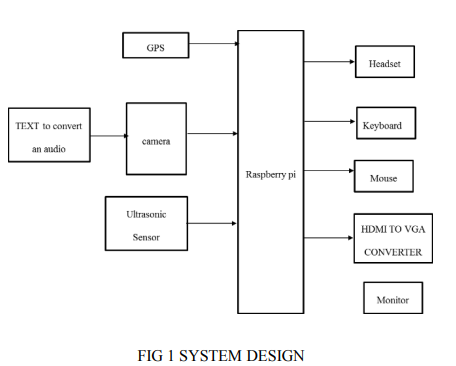 GPS
TEXT to convert
an audio
camera
Ultrasonic
Sensor
Raspberry pi
Headset
Keyboard
Mouse
HDMI TO VGA
CONVERTER
Monitor
FIG 1 SYSTEM DESIGN